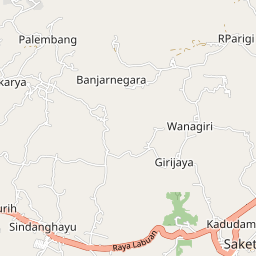 Palembang
RParigi
Banjarnegara
karya
Wanagiri
Girijaya
urih
Sindanghayu
Kadudam
Raya Labuan
Saket